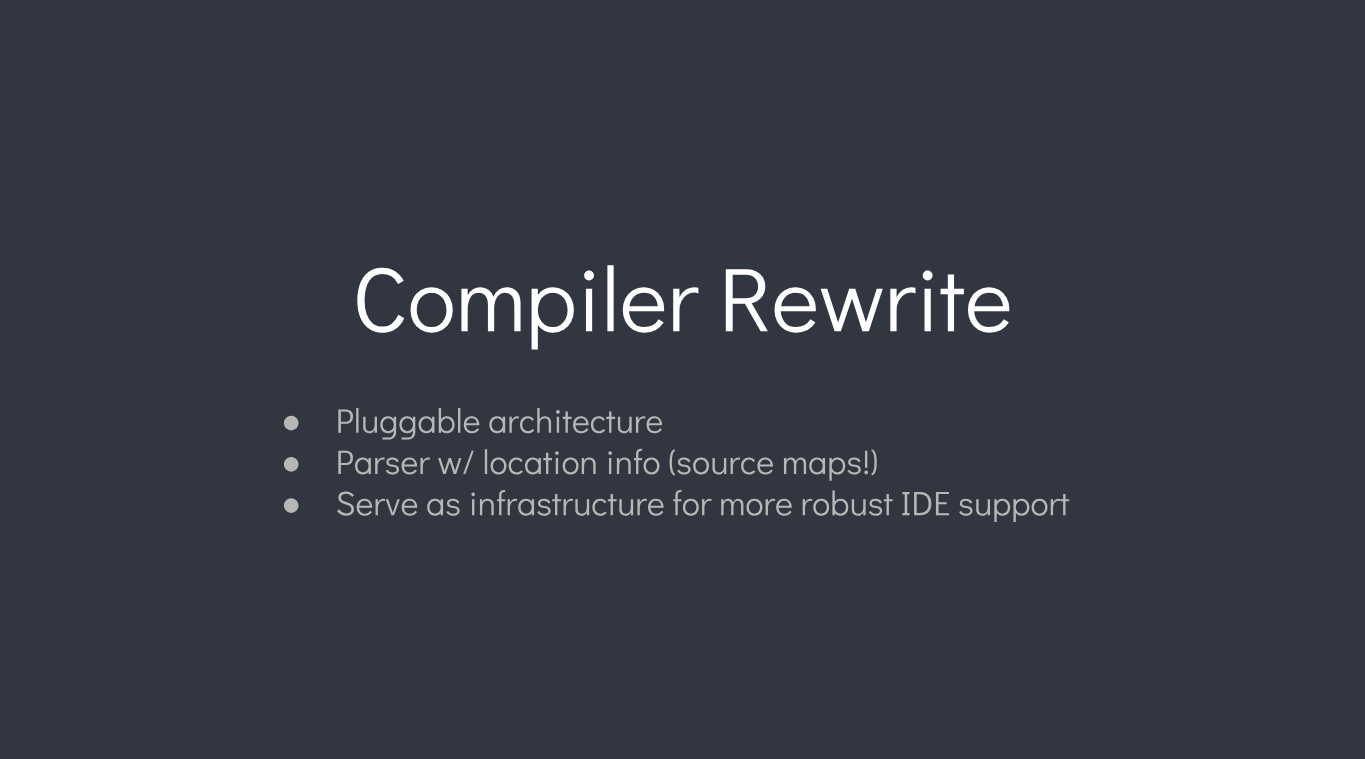 Compiler Rewrite
● Pluggable architecture
● Parser w/ location info (source maps!)
● Serve as infrastructure for more robust IDE support